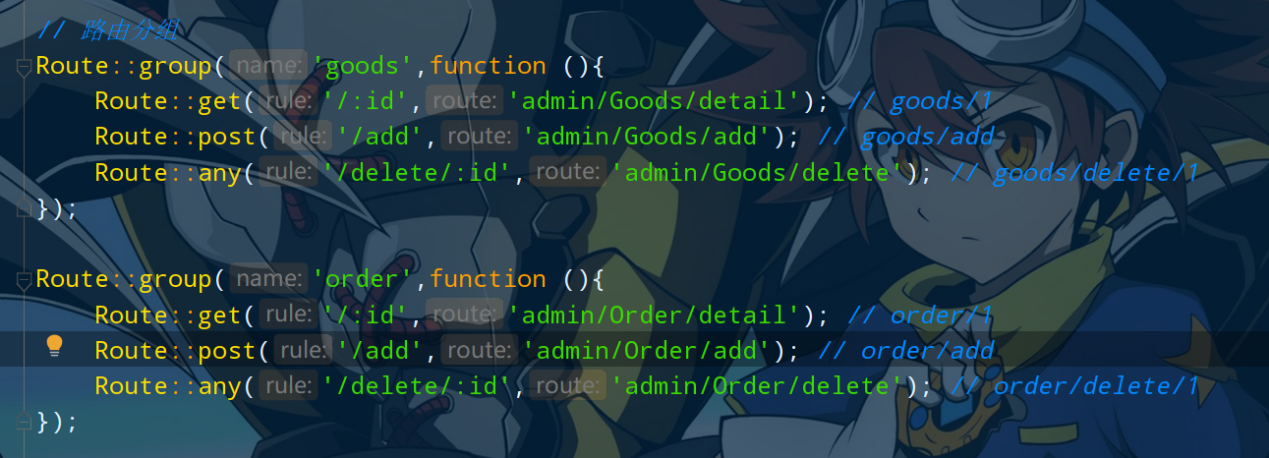 // 路由分组
Route::group( name: 'goods',function (){
Route::get( rule: '/:id', route: 'admin/Goods/detail'); // goods/1
Route::post( rule: '/add', route: 'admin/Goods/add'); // goods/add
Route::any( rule: '/delete/:id', route: 'admin/Goods/delete'); // goods/delete/1
});
Route::group( name: 'order',function (){
Route::get( rule: '/:id', route: 'admin/Order/detail'); // order/1
Route::post( rule: '/add', route: 'admin/Order/add'); // order/add
Route::any( rule: '/delete/:id', route: 'admin/Order/delete'); // order/delete/1
});